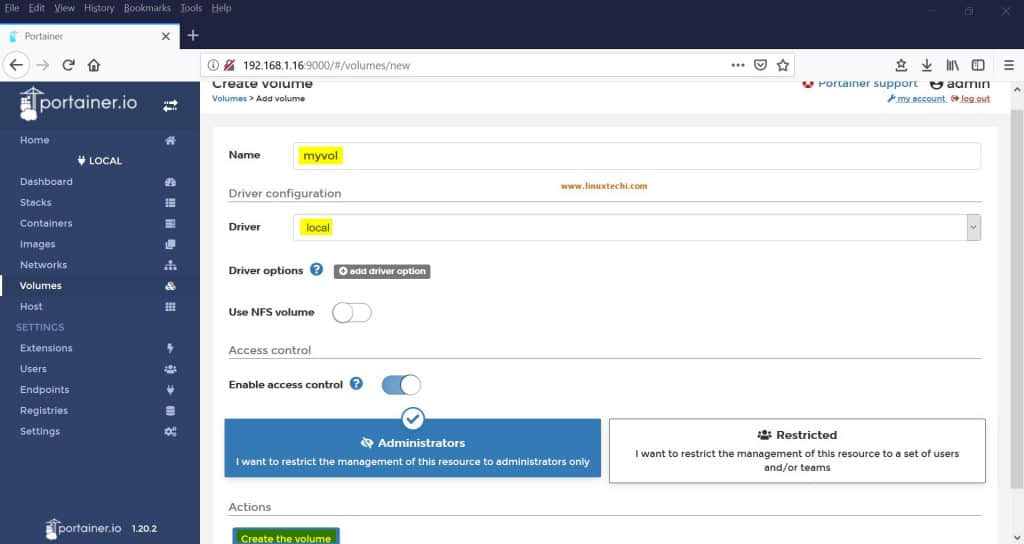 File Edit View History Bookmarks Tools Help
Portainer
192.168.1.16:9000/#/volumes/new
portainer.io
Home
LOCAL
Dashboard
Stacks
Containers
Images
Networks
Volumes
Host
SETTINGS
Extensions
Users
Endpoints
Registries
Settings
portainer.io 1.20.2
Create volume
Portainer support admin
Volumes > Add volume
my account log out
Name myvol
www.linuxtechi.com
Driver configuration
Driver local
Driver options ? add driver option
Use NFS volume
Access control
Enable access control ?
Administrators
I want to restrict the management of this resource to administrators only
Restricted
I want to restrict the management of this resource to a set of users
and/or teams
Actions
Create the volume